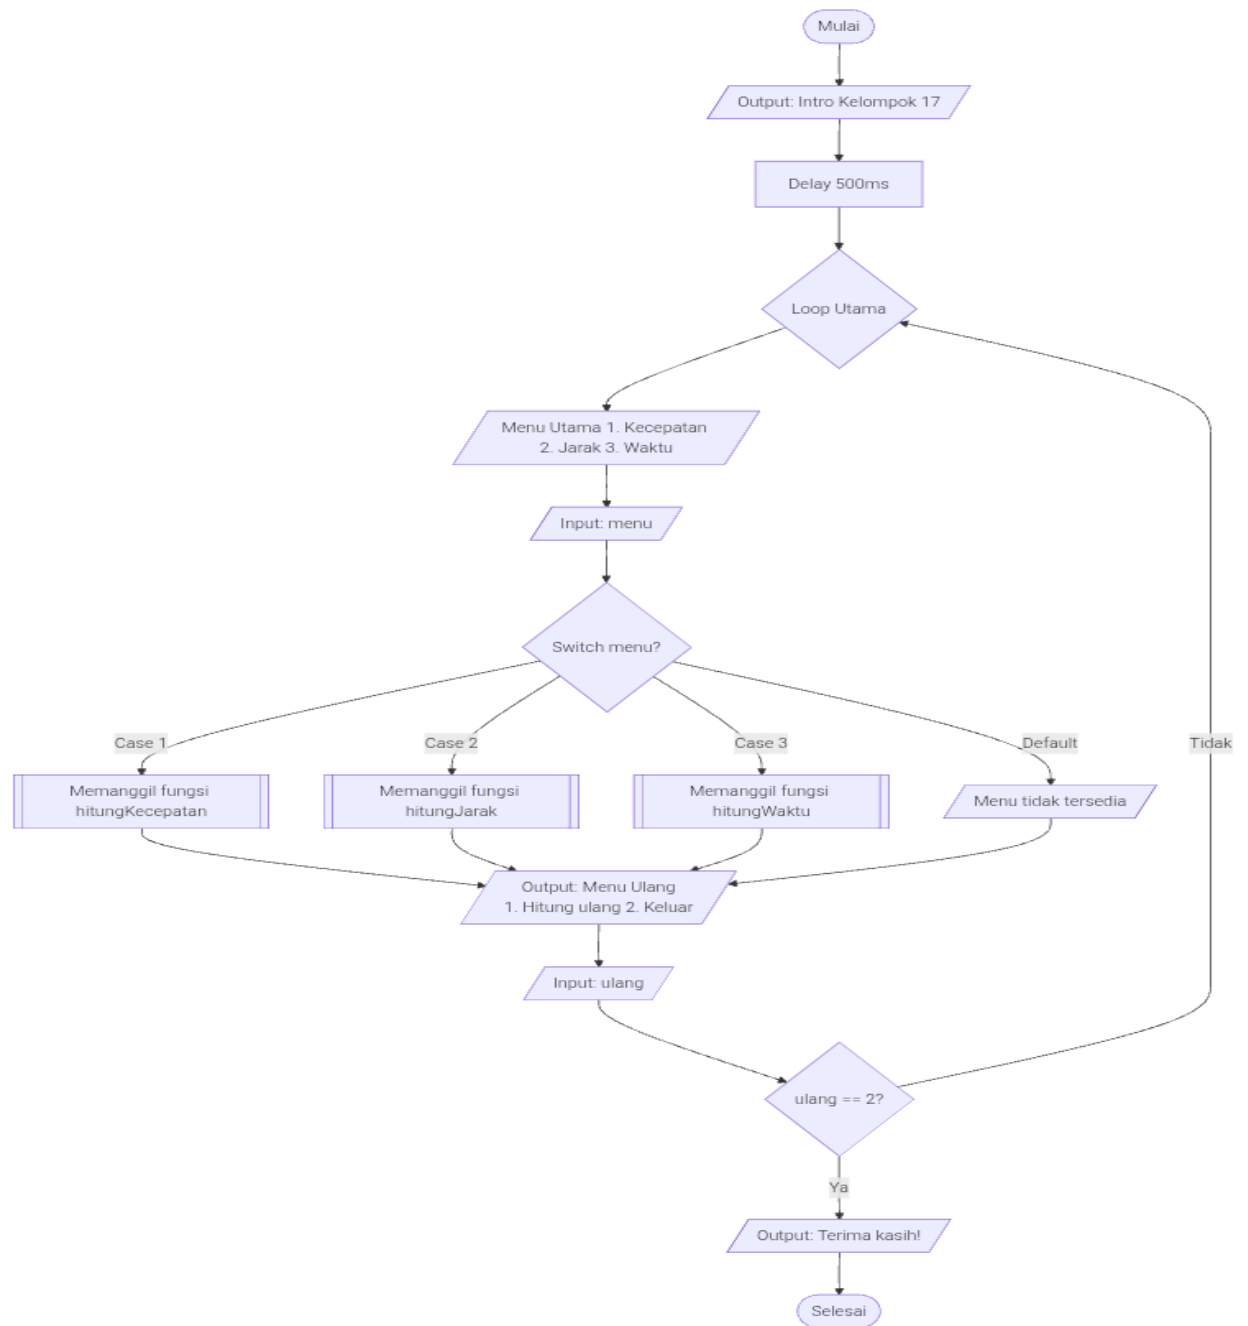 Mulai
Output: Intro Kelompok 17
Delay 500ms
Loop Utama
Menu Utama 1. Kecepatan
2. Jarak 3. Waktu
Input: menu
Switch menu?
Case 1
Case 2
Case 3
Default
Tidak
Memanggil fungsi
hitungKecepatan
Memanggil fungsi
hitungJarak
Memanggil fungsi
hitungWaktu
Menu tidak tersedia
Output: Menu Ulang
1. Hitung ulang 2. Keluar
Input: ulang
ulang == 2?
Ya
Output: Terima kasih!
Selesai